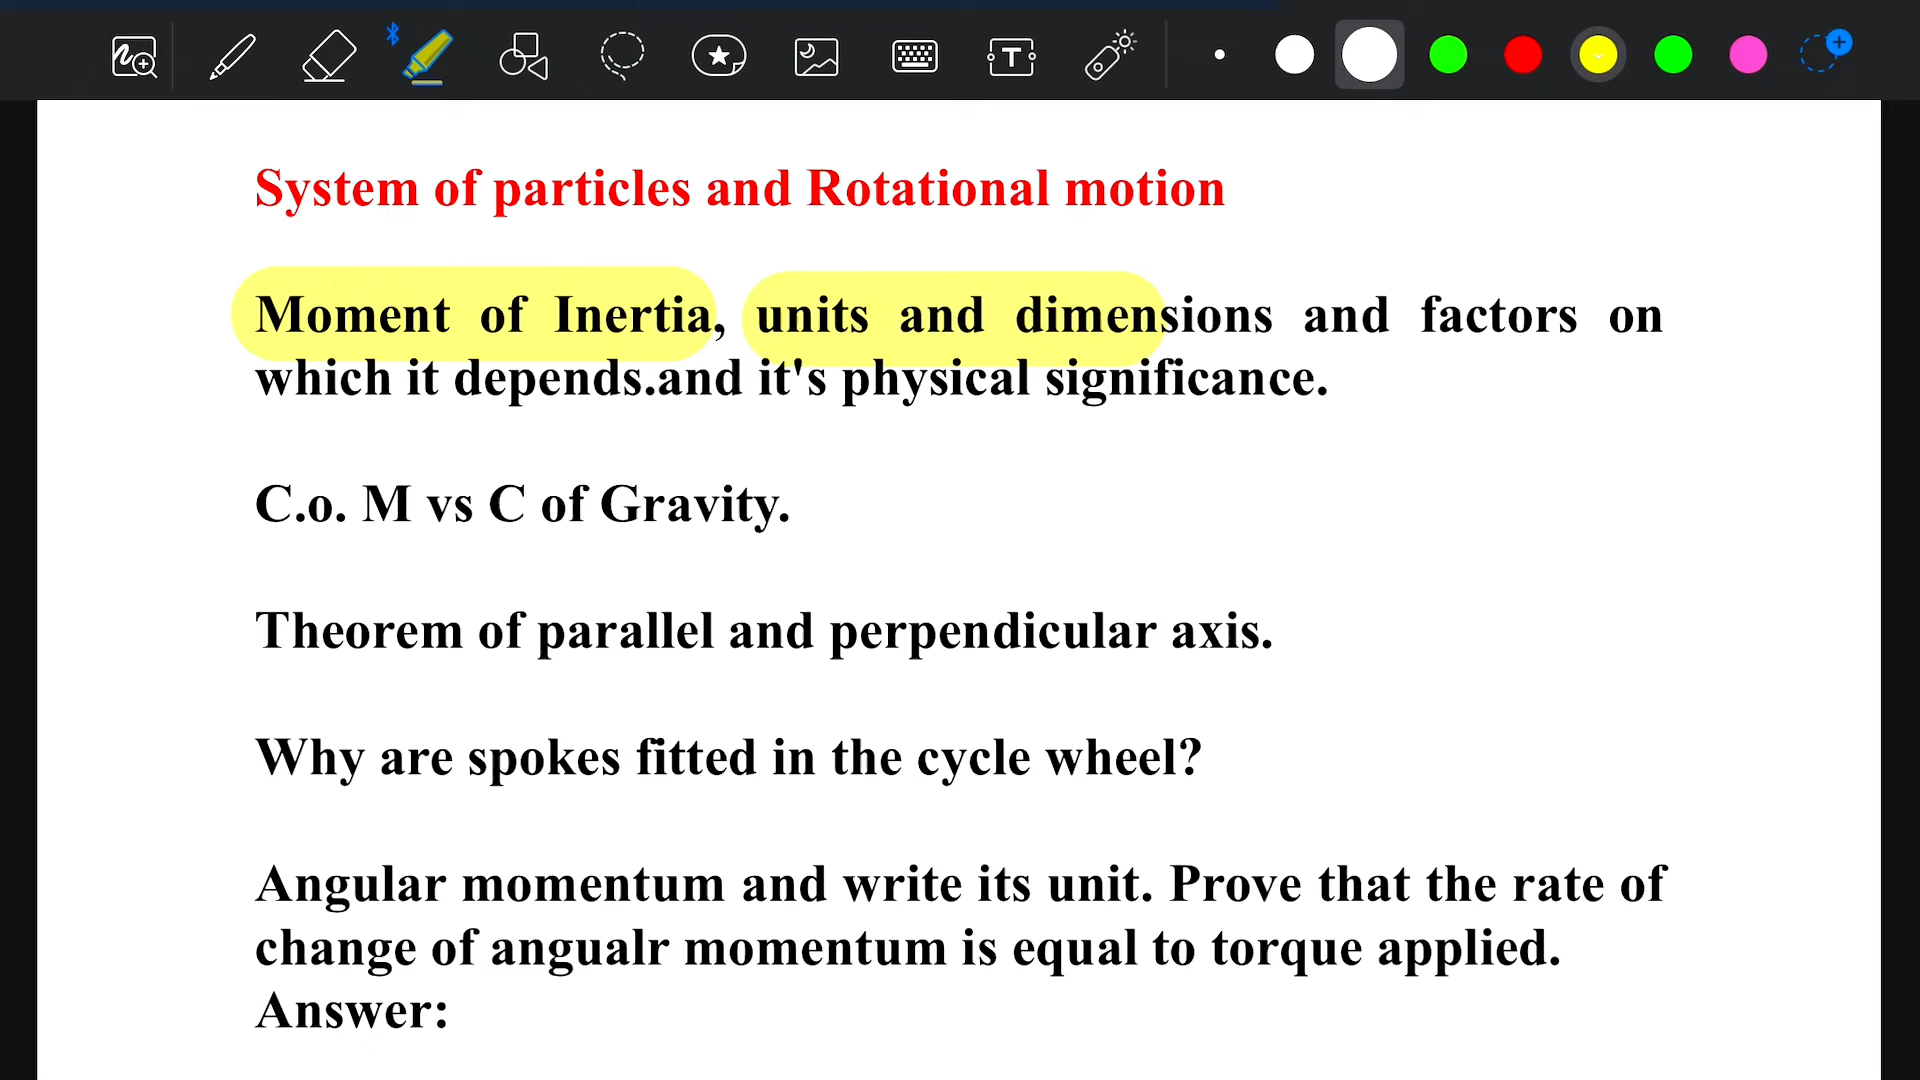 System of particles and Rotational motion
Moment of Inertia, units and dimensions and factors on
which it depends.and it's physical significance.
C.o. M vs C of Gravity.
Theorem of parallel and perpendicular axis.
Why are spokes fitted in the cycle wheel?
Angular momentum and write its unit. Prove that the rate of
change of angualr momentum is equal to torque applied.
Answer: